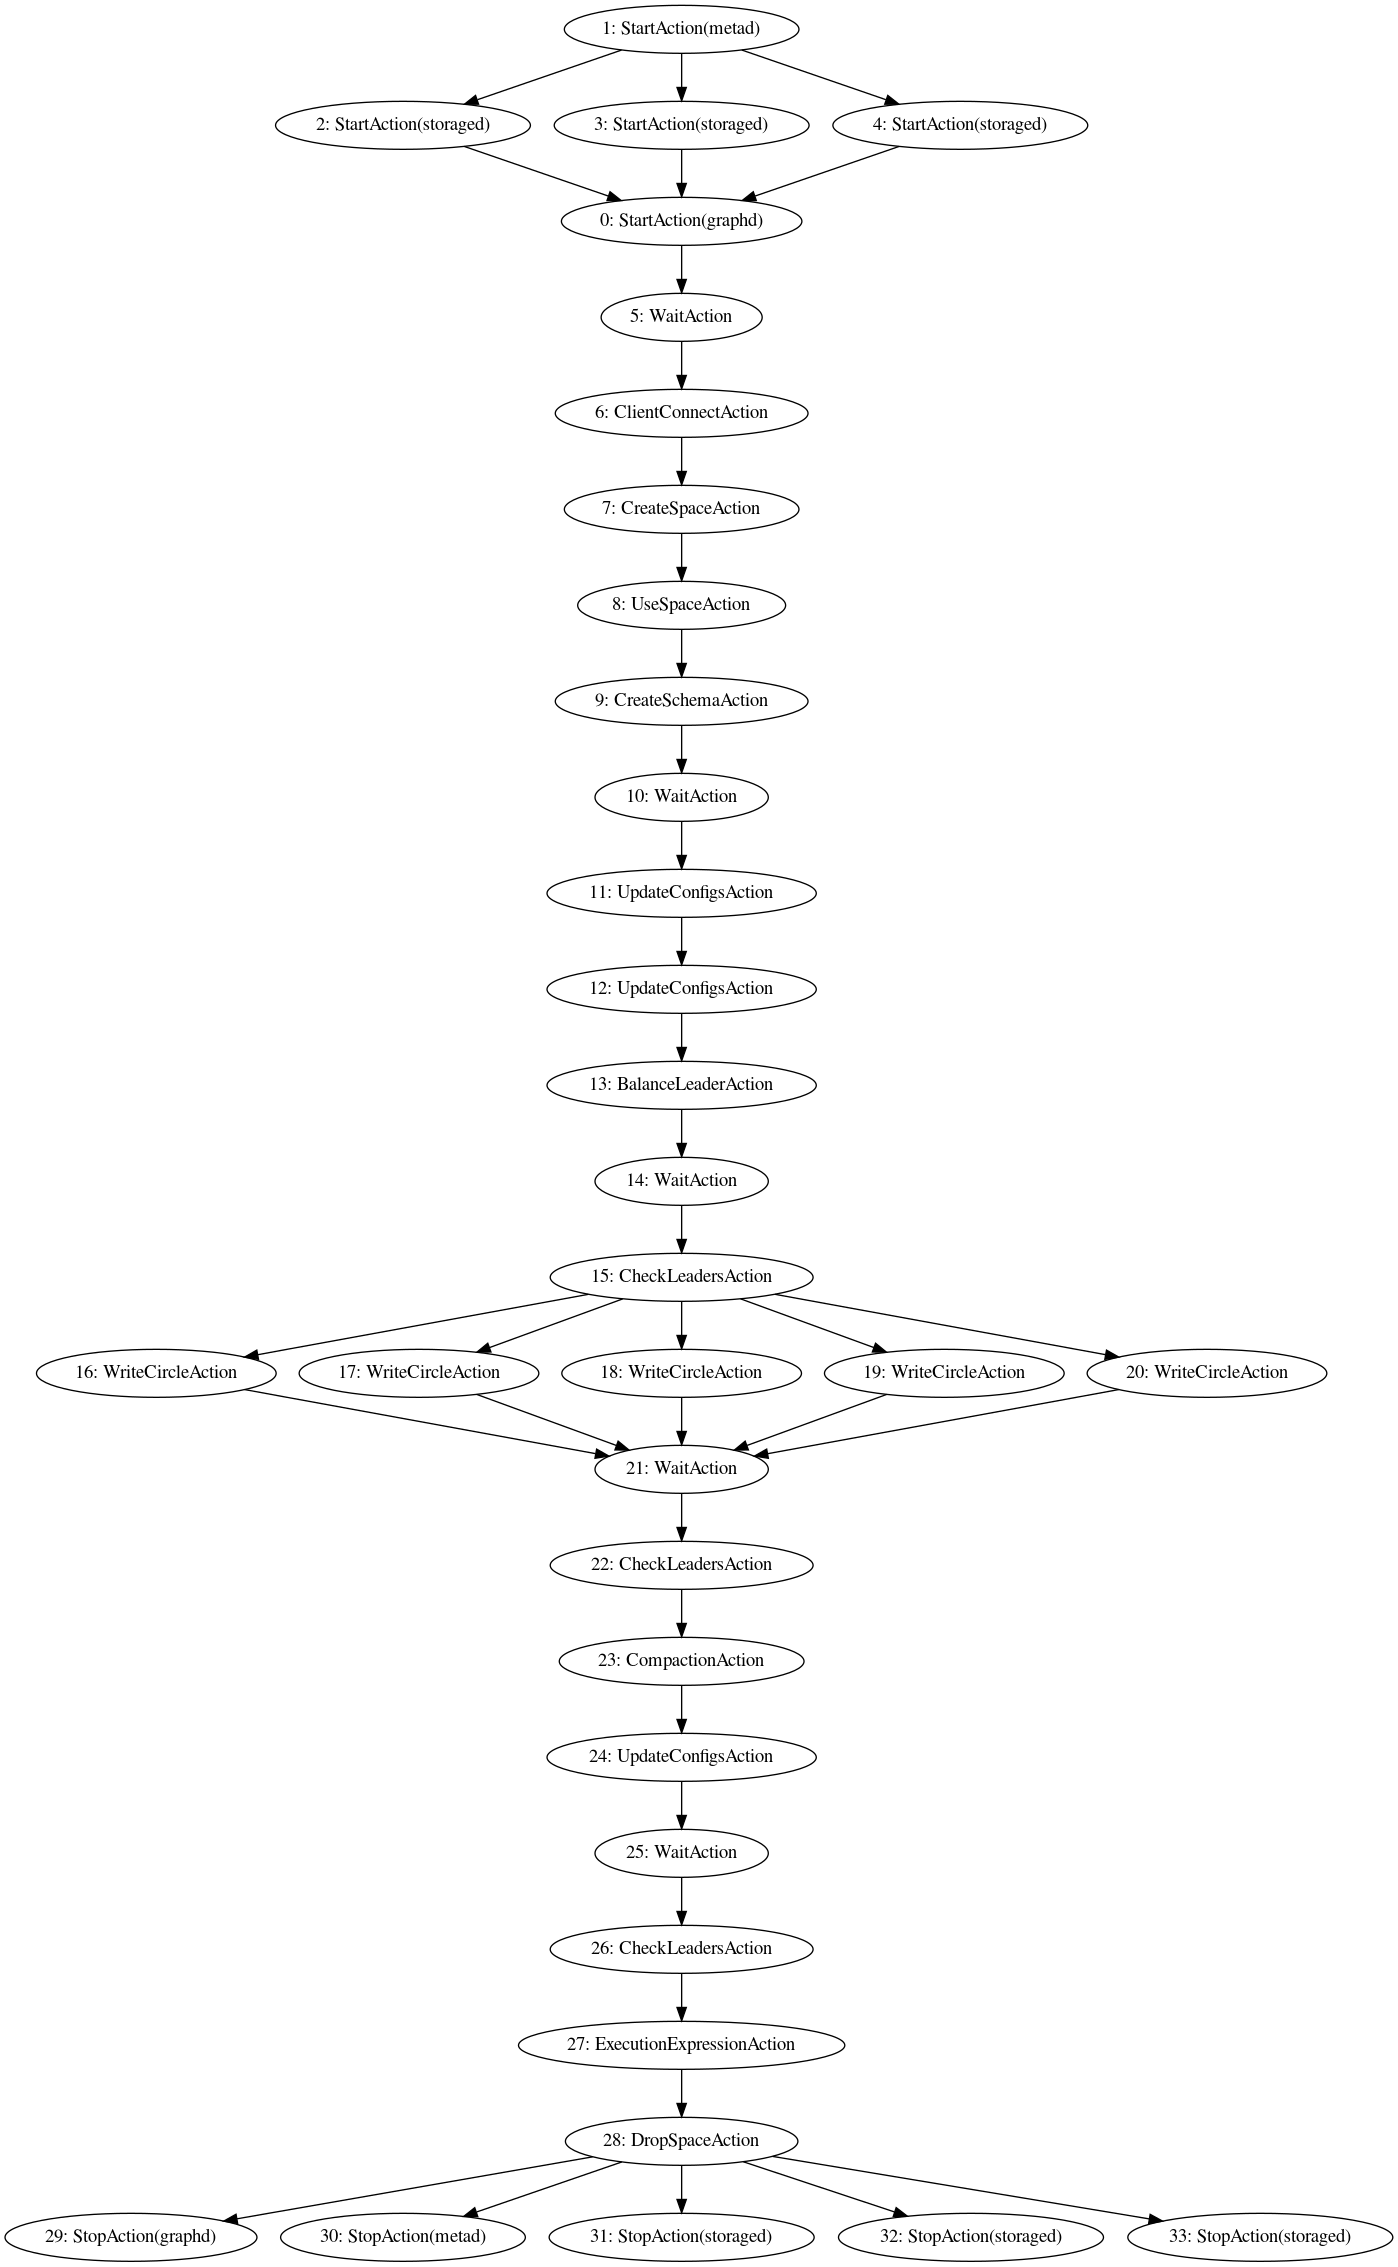 1: StartAction(metad)
2: StartAction(storaged)
3: StartAction(storaged)
4: StartAction(storaged)
0: StartAction(graphd)
5: WaitAction
6: ClientConnectAction
7: CreateSpaceAction
8: UseSpaceAction
9: CreateSchemaAction
10: WaitAction
11: UpdateConfigsAction
12: UpdateConfigsAction
13: BalanceLeaderAction
14: WaitAction
15: CheckLeadersAction
16: WriteCircleAction
17: WriteCircleAction
18: WriteCircleAction
19: WriteCircleAction
20: WriteCircleAction
21: WaitAction
22: CheckLeadersAction
23: CompactionAction
24: UpdateConfigsAction
25: WaitAction
26: CheckLeadersAction
27: ExecutionExpressionAction
28: DropSpaceAction
29: StopAction(graphd)
30: StopAction(metad)
31: StopAction(storaged)
32: StopAction(storaged)
33: StopAction(storaged)